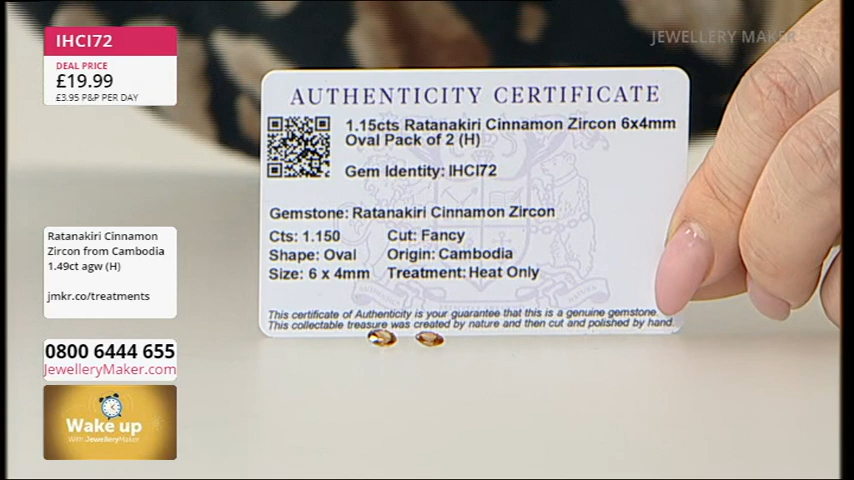 IHCI72
DEAL PRICE
£19.99
£3.95 P&P PER DAY
JEWELLERY MAKER
AUTHENTICITY CERTIFICATE
1.15cts Ratanakiri Cinnamon Zircon 6x4mm
Oval Pack of 2 (H)
Gem Identity: IHCI72
Gemstone: Ratanakiri Cinnamon Zircon
Cts: 1.150 Cut: Fancy
Shape: Oval Origin: Cambodia
Size: 6 x 4mm Treatment: Heat Only
This certificate of Authenticity is your guarantee that this is a genuine gemstone.
This collectable treasure was created by nature and then cut and polished by hand.
Ratanakiri Cinnamon
Zircon from Cambodia
1.49ct agw (H)
jmkr.co/treatments
0800 6444 655
JewelleryMaker.com
Wake up
With JewelleryMaker